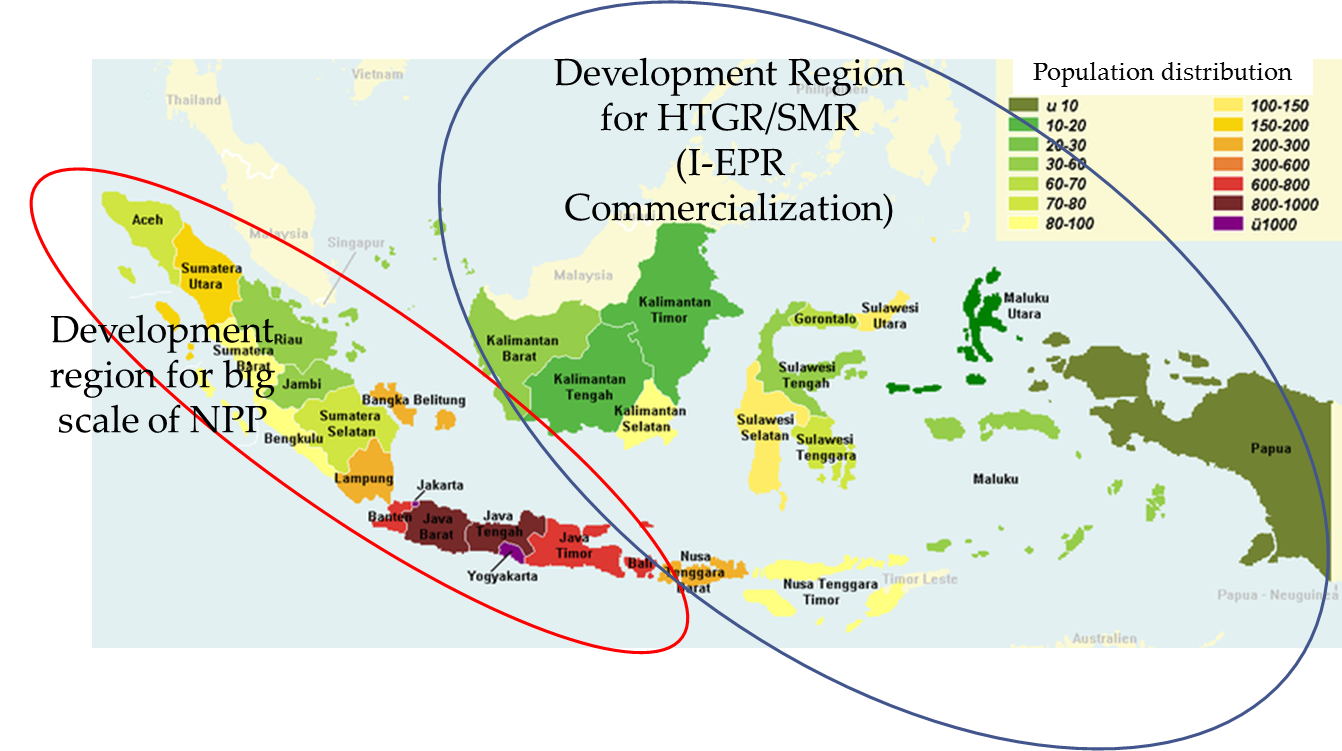 Development Region
for HTGR/SMR
(I-EPR
Commercialization)
Population distribution
u 10
10-20
20-30
30-60
60-70
70-80
80-100
100-150
150-200
200-300
300-600
600-800
800-1000
ü1000
Vietnam
Thailand
Philippinen
Malaysia
Singapur
Malaysia
Aceh
Sumatera
Utara
Development
region for big
scale of NPP
Riau
Sumatera
Barat
Jambi
Bangka Belitung
Sumatera
Selatan
Bengkulu
Lampung
Jakarta
Banten
Java
Barat
Java
Tengah
Yogyakarta
Java
Timor
Bali
Nusa
Tenggara
Barat
Nusa Tenggara
Timor
Timor Leste
Kalimantan
Timor
Kalimantan
Barat
Kalimantan
Tengah
Kalimantan
Selatan
Gorontalo
Sulawesi
Utara
Sulawesi
Tengah
Sulawesi
Selatan
Sulawesi
Tenggara
Maluku
Utara
Maluku
Papua
Papua - Neuguinea
Australien